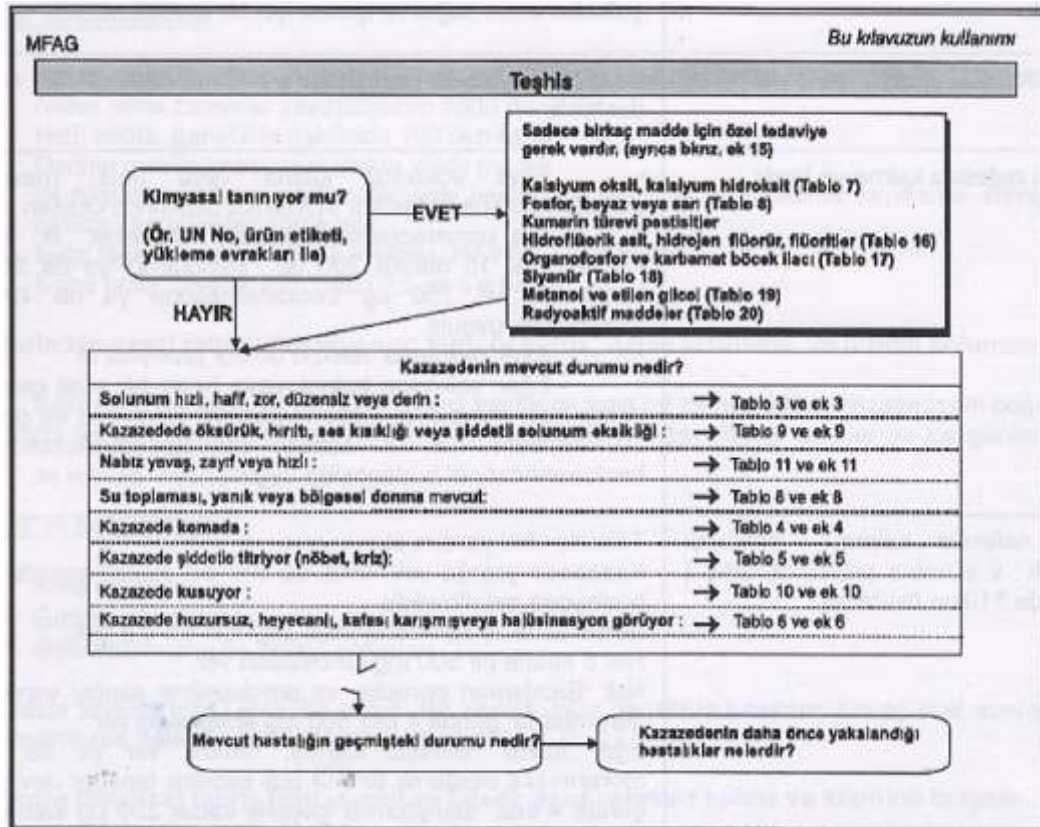 MFAG
Bu kılavuzun kullanımı
Teşhis
Kimyasal tanınıyor mu?
(Ör, UN No, ürün etiketi,
yükleme evrakları ile)
EVET
HAYIR
Sadece birkaç madde için özel tedaviye
gerek vardır, (ayrıca bknz, ek 15)
Kalsiyum oksit, kalsiyum hidroksit (Tablo 7)
Fosfor, beyaz veya sarı (Tablo 8)
Kumarin türevi pestisitler
Hidroflüorik asit, hidrojen flüorür, flüoritler (Tablo 16)
Organofosfor ve karbamat böcek ilacı (Tablo 17)
Siyanür (Tablo 18)
Metanol ve etilen glicol (Tablo 19)
Radyoaktif maddeler (Tablo 20)
Kazazedenin mevcut durumu nedir?
Solunum hızlı, hafif, zor, düzensiz veya derin : → Tablo 3 ve ek 3
Kazazedede öksürük, hırıltı, ses kısıklığı veya şiddetli solunum eksikliği : → Tablo 9 ve ek 9
Nabız yavaş, zayıf veya hızlı : → Tablo 11 ve ek 11
Su toplaması, yanık veya bölgesel donma mevcut: → Tablo 8 ve ek 8
Kazazede komada : → Tablo 4 ve ek 4
Kazazede şiddetle titriyor (nöbet, kriz): → Tablo 5 ve ek 5
Kazazede kusuyor : → Tablo 10 ve ek 10
Kazazede huzursuz, heyecanlı, kafası karışmışveya halüsinasyon görüyor : → Tablo 6 ve ek 6
Mevcut hastalığın geçmişteki durumu nedir?
Kazazedenin daha önce yakalandığı
hastalıklar nelerdir?